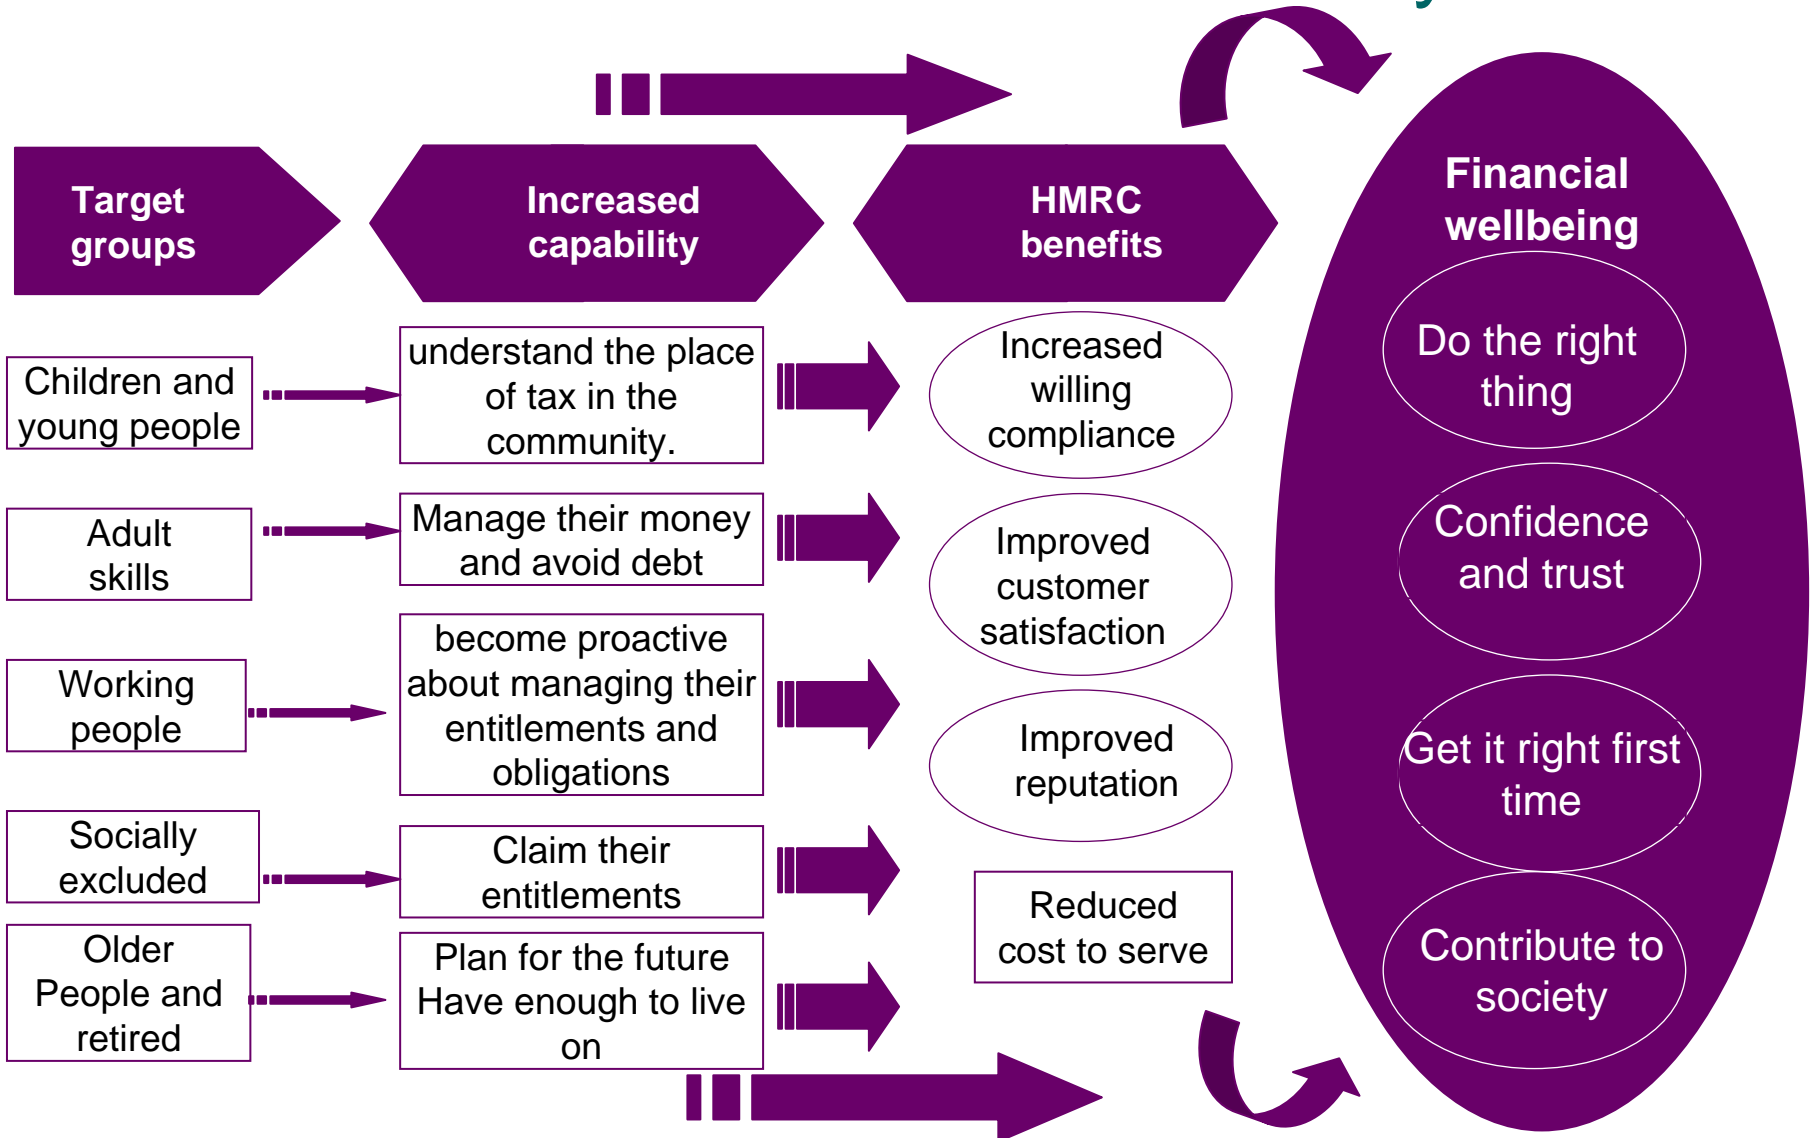 Target
groups
Increased
capability
HMRC
benefits
Financial
wellbeing
Children and
young people
understand the place
of tax in the
community.
Increased
willing
compliance
Do the right
thing
Adult
skills
Manage their money
and avoid debt
Improved
customer
satisfaction
Confidence
and trust
Working
people
become proactive
about managing their
entitlements and
obligations
Improved
reputation
Get it right first
time
Socially
excluded
Claim their
entitlements
Reduced
cost to serve
Contribute to
society
Older
People and
retired
Plan for the future
Have enough to live
on